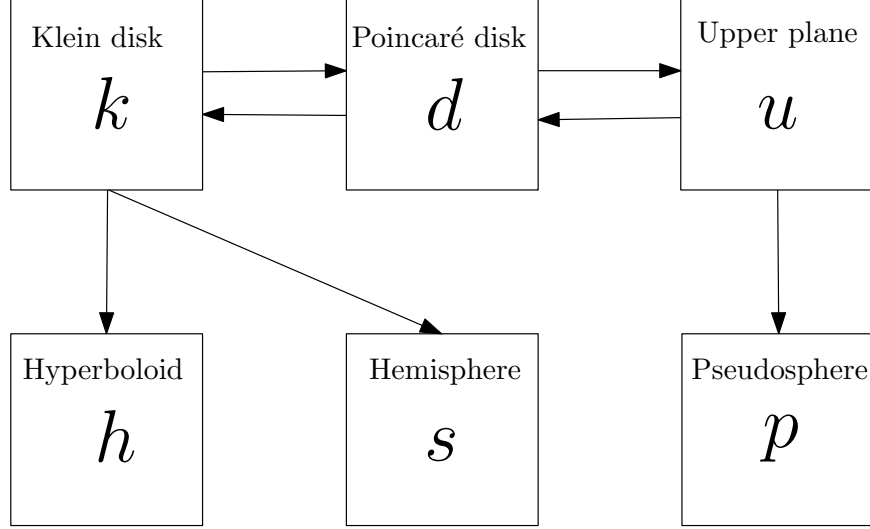 Klein disk
k
Poincaré disk
d
Upper plane
u
Hyperboloid
h
Hemisphere
s
Pseudosphere
p